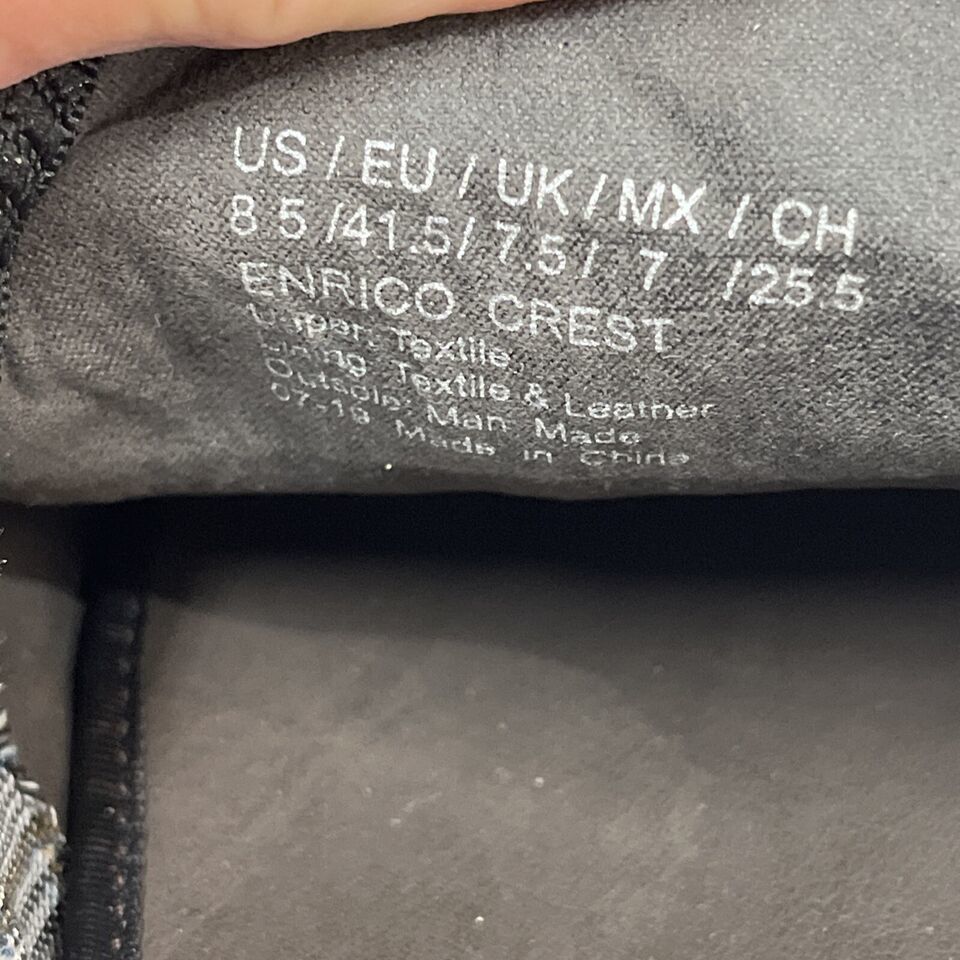 US / EU / UK / MX / CH
8 5 /41.5/ 7.5 / 7 /25.5
ENRICO CREST
Upper: Textile
Lining: Textile & Leather
Outsole: Man Made
07-19 Made in China